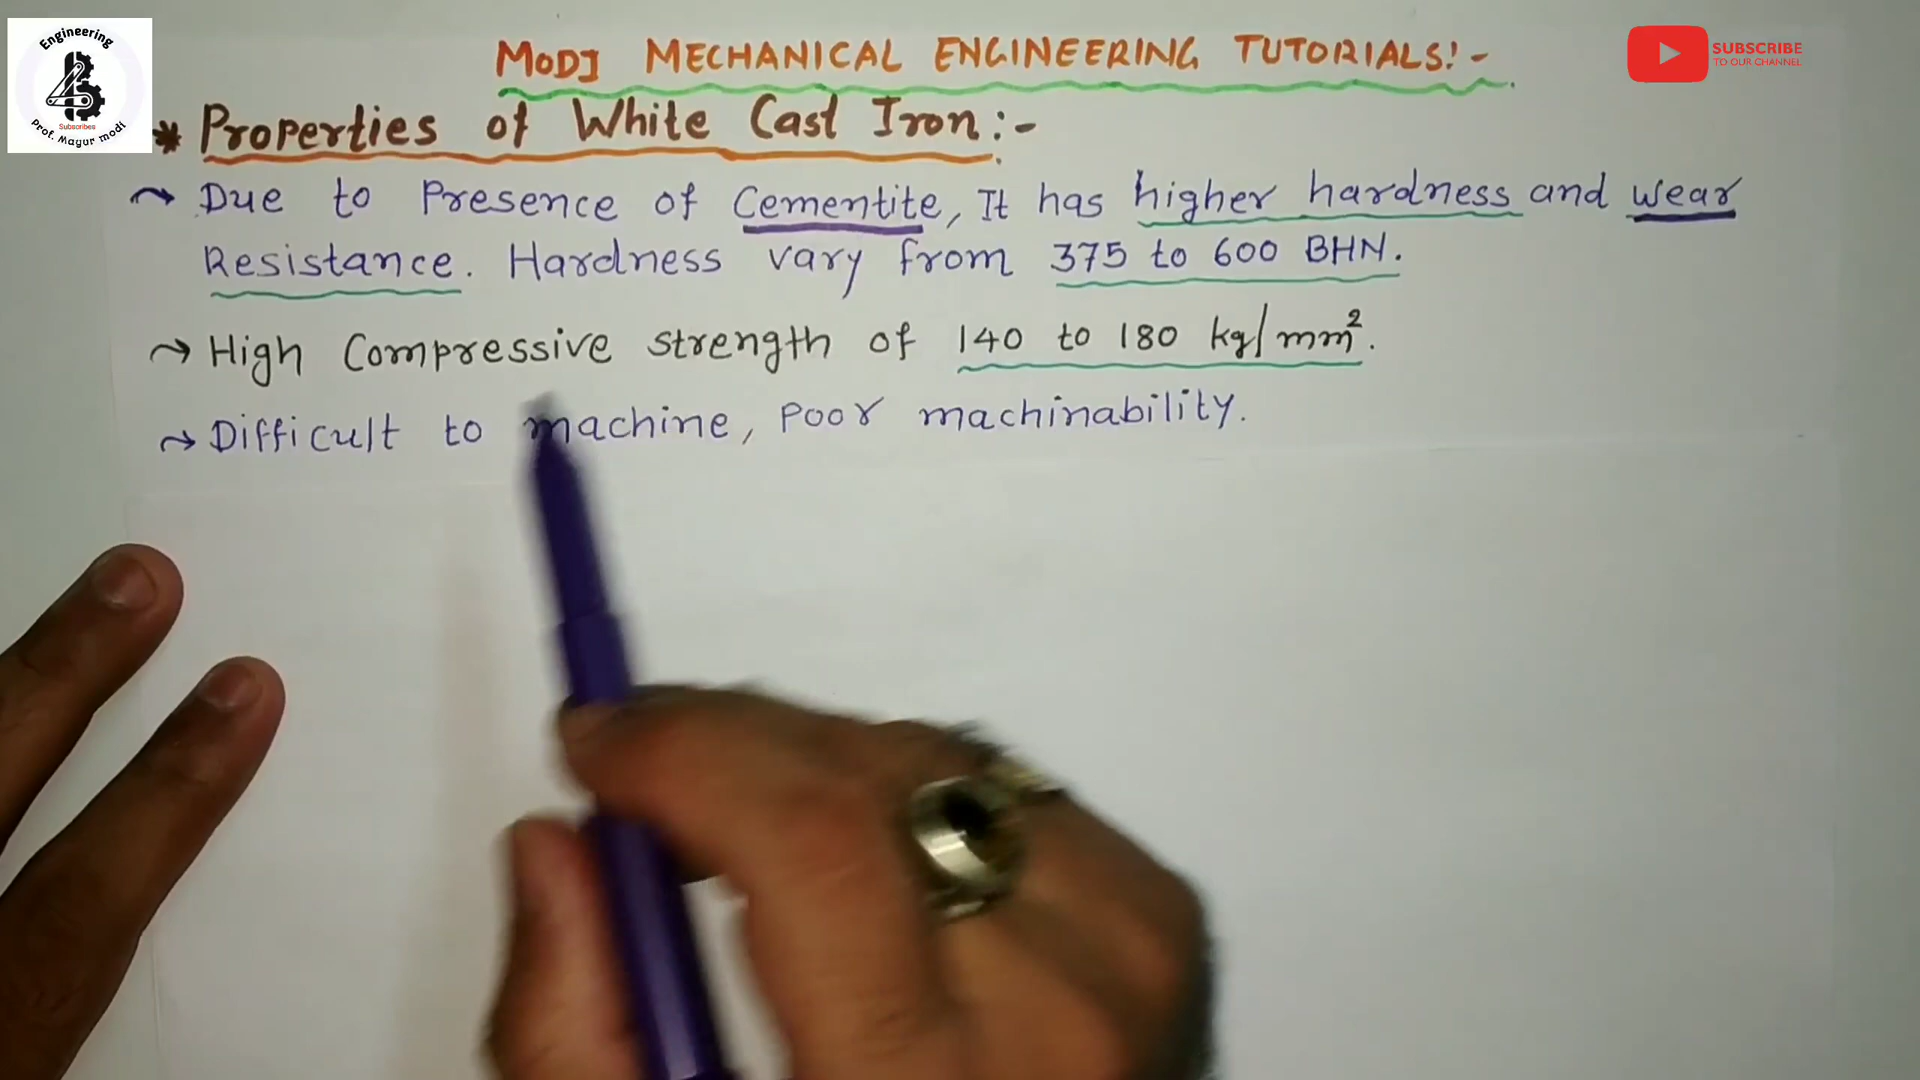 Engineering
Subscribes
Prof. Mayur modi
SUBSCRIBE
TO OUR CHANNEL
MODI MECHANICAL ENGINEERING TUTORIALS!-
* Properties of White Cast Iron:-
→ Due to Presence of Cementite, It has higher hardness and wear
Resistance. Hardness vary from 375 to 600 BHN.
→ High Compressive strength of 140 to 180 kg/mm².
→ Difficult to machine, Poor machinability.